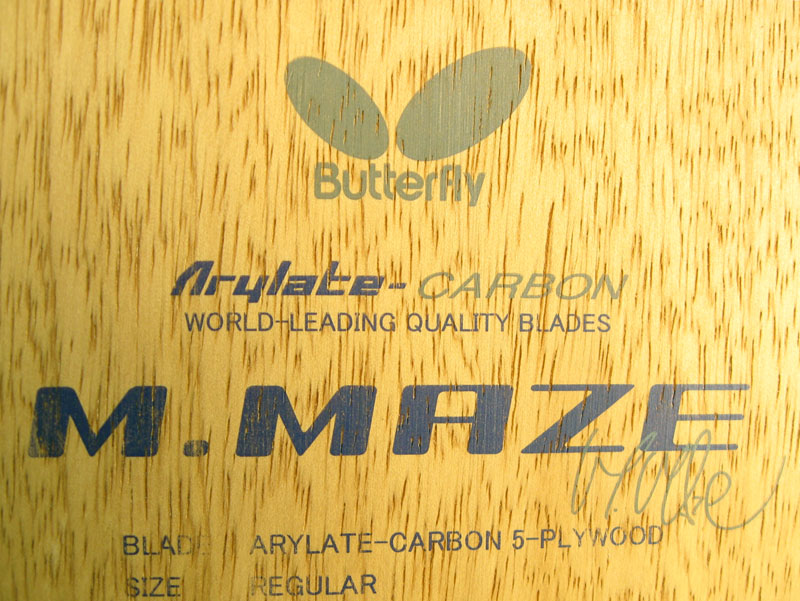 Butterfly
Arylate-CARBON
WORLD-LEADING QUALITY BLADES
M.MAZE
BLADE ARYLATE-CARBON 5-PLYWOOD
SIZE REGULAR